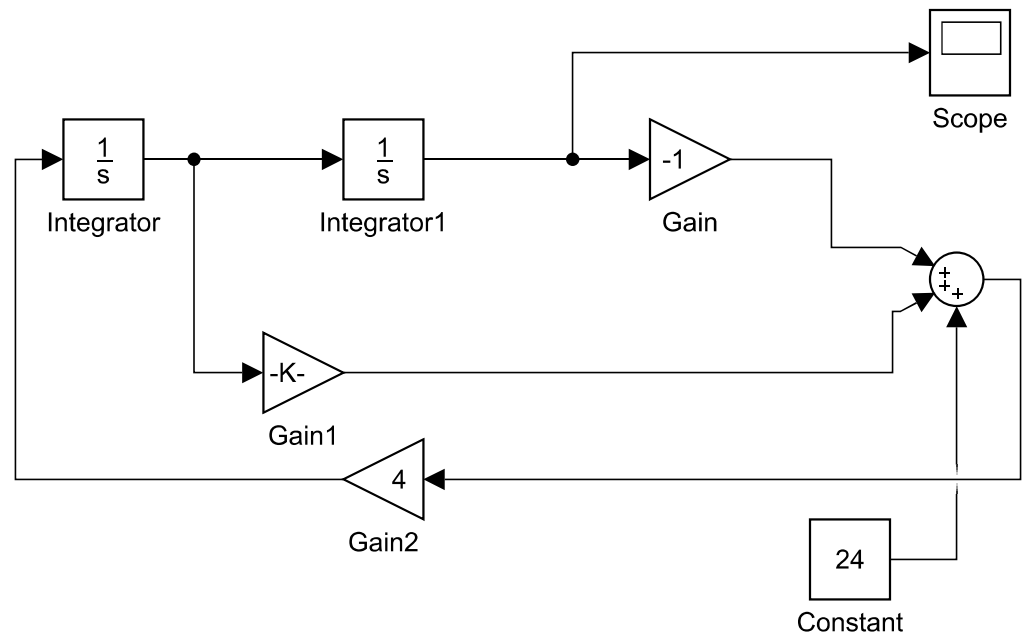 Scope
1
s
Integrator
1
s
Integrator1
-1
Gain
+
+
+
-K-
Gain1
4
Gain2
24
Constant